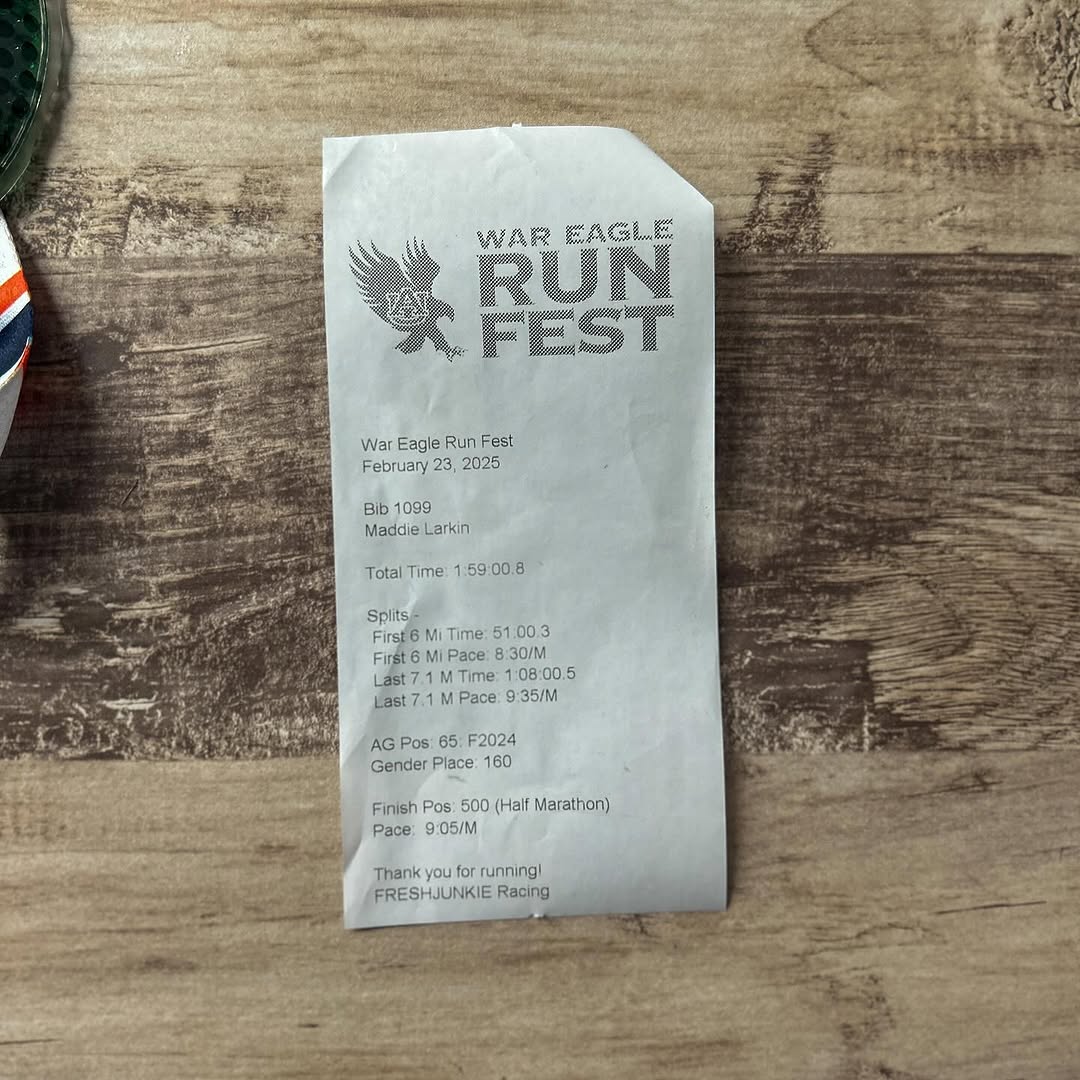 WAR EAGLE
RUN
FEST
War Eagle Run Fest
February 23, 2025
Bib 1099
Maddie Larkin
Total Time: 1:59:00.8
Splits -
First 6 Mi Time: 51:00.3
First 6 Mi Pace: 8:30/M
Last 7.1 M Time: 1:08:00.5
Last 7.1 M Pace: 9:35/M
AG Pos: 65: F2024
Gender Place: 160
Finish Pos: 500 (Half Marathon)
Pace: 9:05/M
Thank you for running!
FRESHJUNKIE Racing